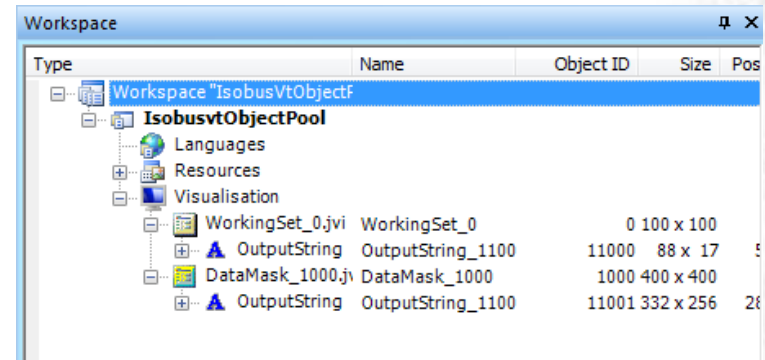 Workspace
Type Name Object ID Size Pos
Workspace "IsobusVtObjectF
IsobusvtObjectPool
Languages
Resources
Visualisation
WorkingSet_0.jvi WorkingSet_0 0 100 x 100
A OutputString OutputString_1100 11000 88 x 17 5
DataMask_1000.jv DataMask_1000 1000 400 x 400
A OutputString OutputString_1100 11001 332 x 256 28